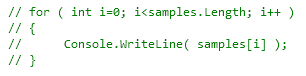 // for ( int i=0; i<samples.Length; i++ )
// {
//      Console.WriteLine( samples[i] );
// }